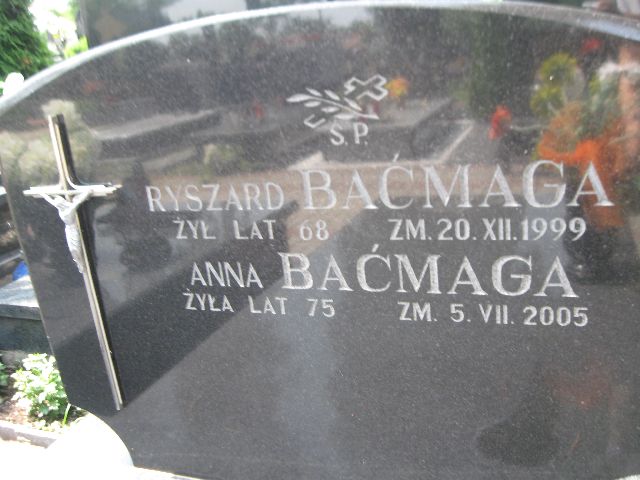 Ś.P.
RYSZARD BAĆMAGA
ŻYŁ LAT 68 ZM. 20. XII. 1999
ANNA BAĆMAGA
ŻYŁA LAT 75 ZM. 5. VII. 2005